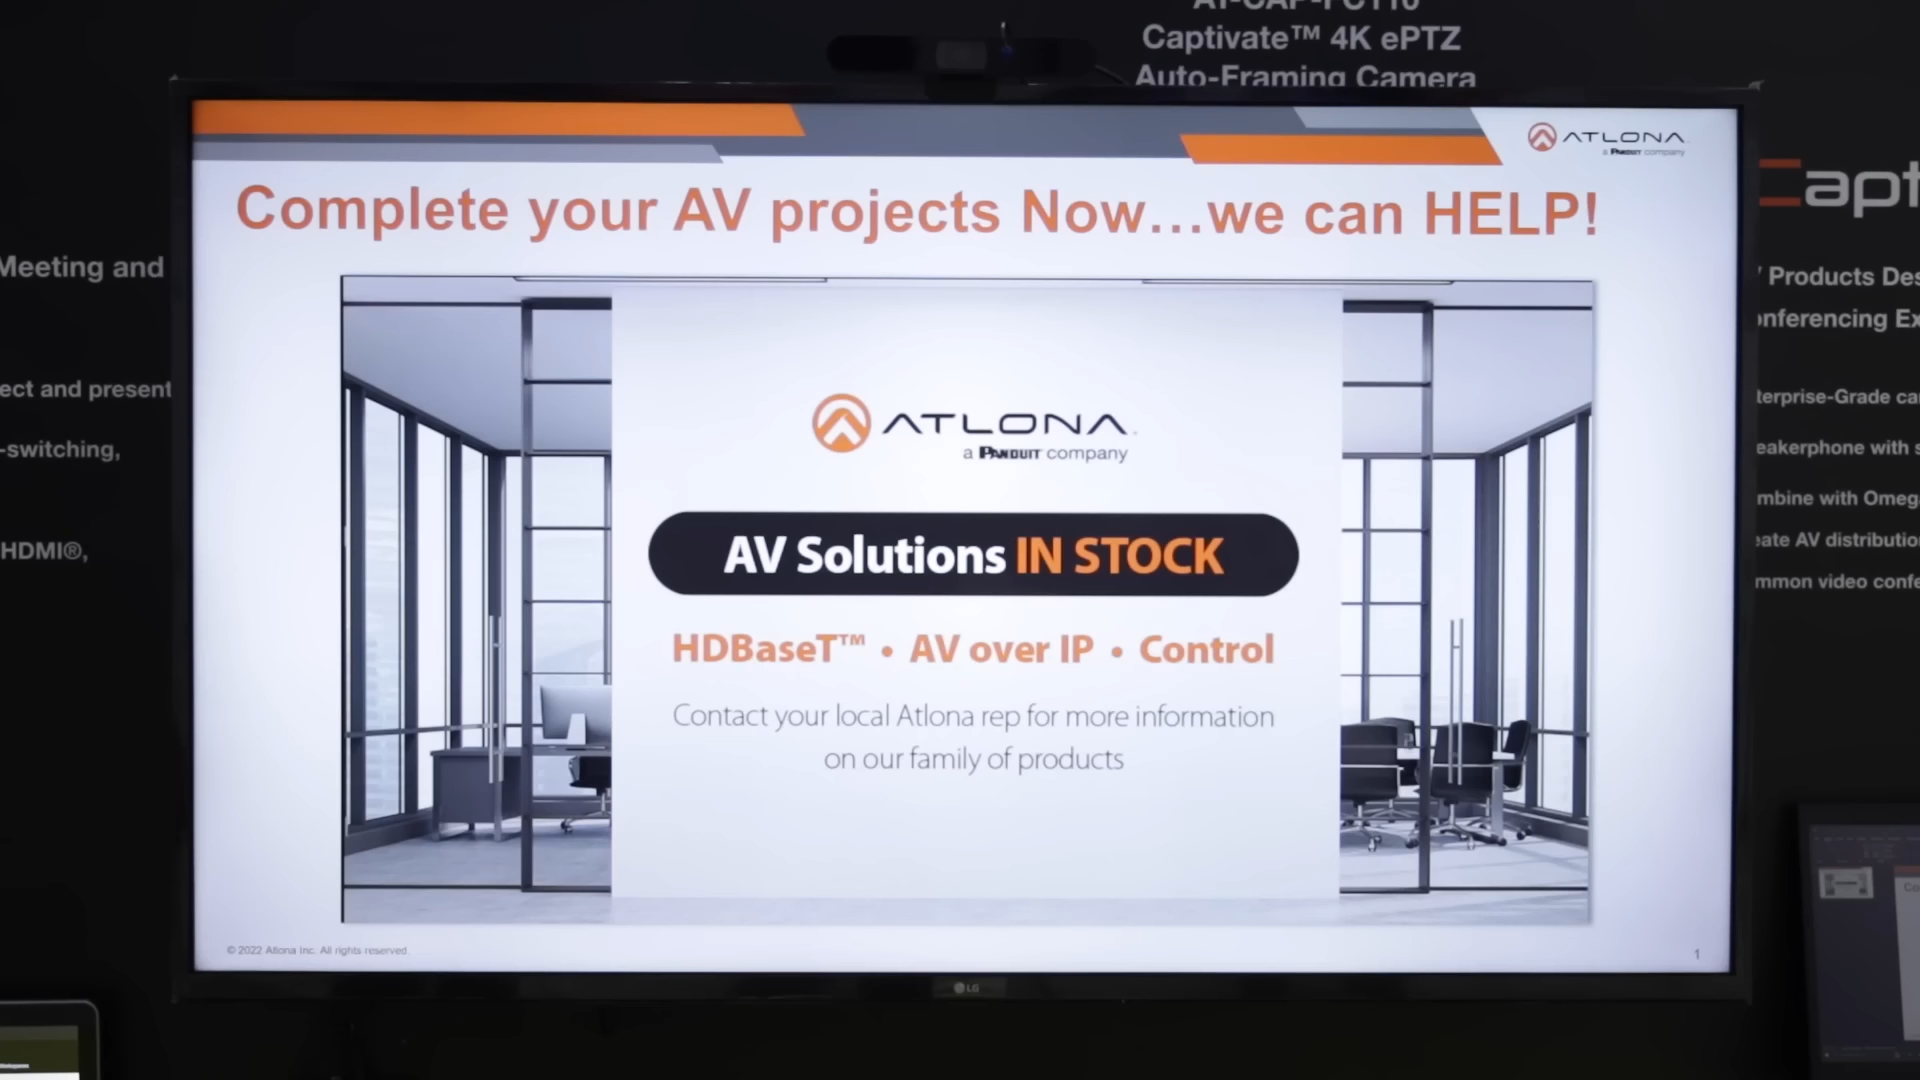 Captivate™ 4K ePTZ
Auto-Framing Camera
ATLONA
a PANDUIT company
Complete your AV projects Now...we can HELP!
Meeting and
ect and present
-switching,
HDMI®,
ATLONA
a PANDUIT company
AV Solutions IN STOCK
HDBaseT™ • AV over IP • Control
Contact your local Atlona rep for more information
on our family of products
© 2022 Atlona Inc. All rights reserved.
1
LG
Capt
Products Des
nferencing Ex
terprise-Grade ca
eakerphone with s
mbine with Omeg
eate AV distributio
mmon video confe